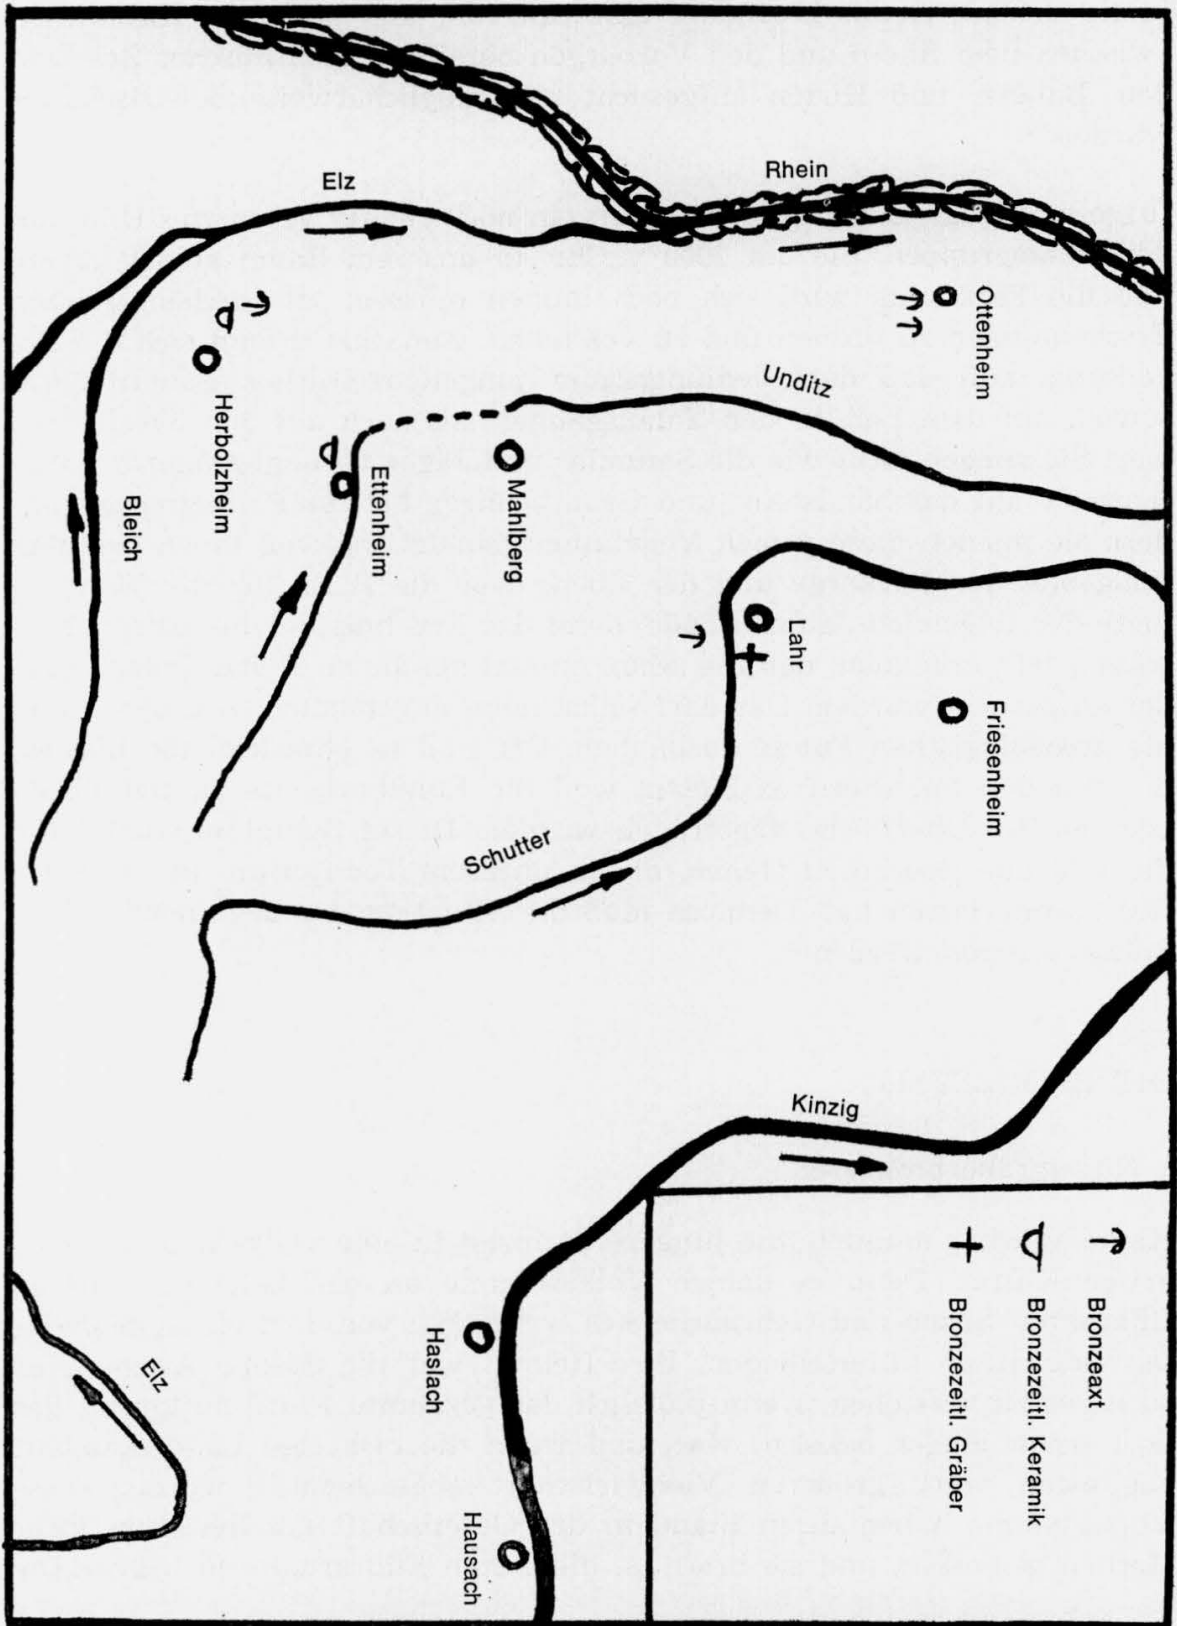 Rhein
Elz
Ottenheim
Unditz
Herbolzheim
Ettenheim
Mahlberg
Bleich
Lahr
Friesenheim
Schutter
Kinzig
Bronzeaxt
Bronzezeitl. Keramik
Bronzezeitl. Gräber
Haslach
Hausach
Elz